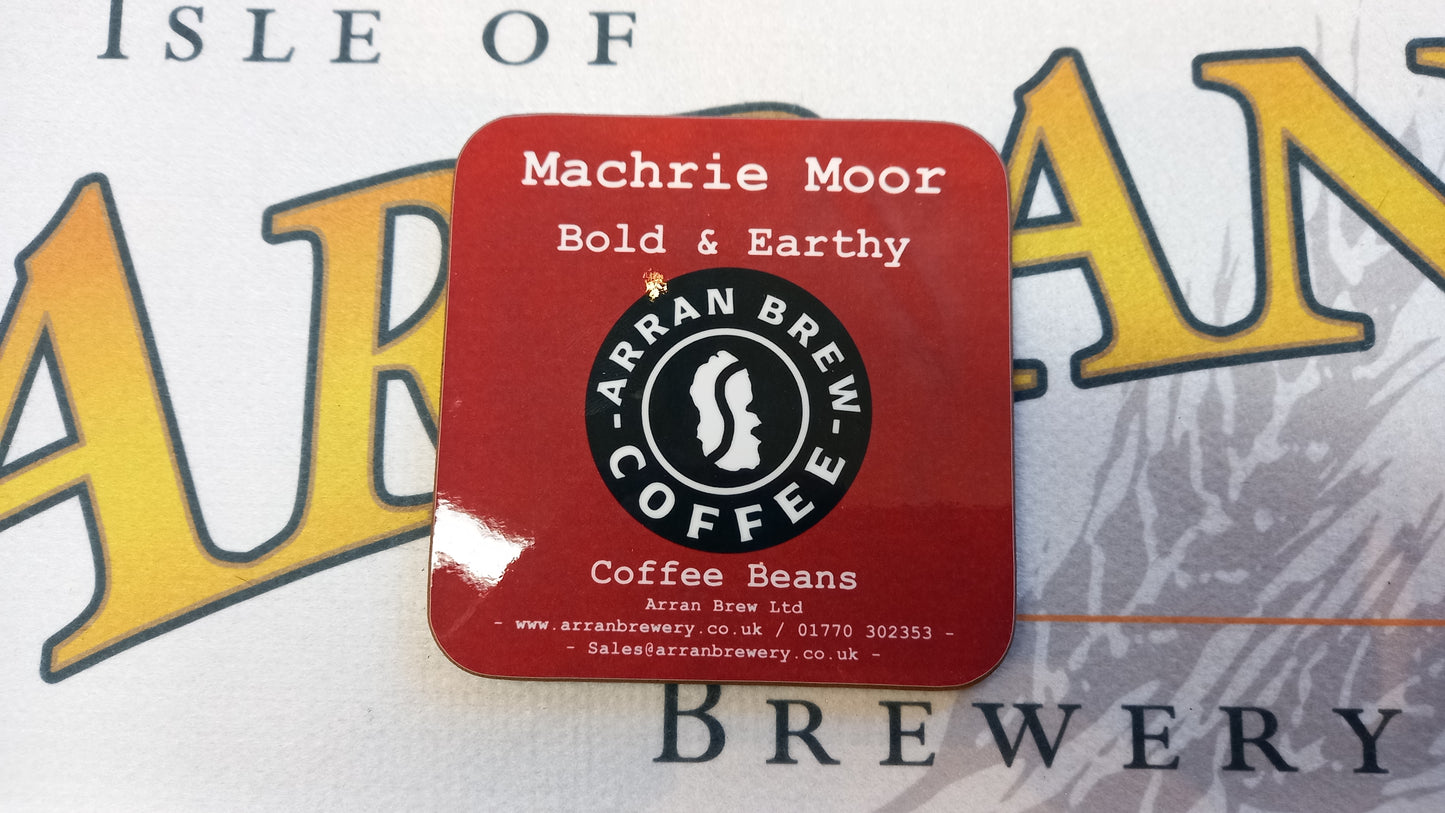 ISLE OF
ARRAN
Machrie Moor
Bold & Earthy
-ARRAN BREW-
COFFEE
Coffee Beans
Arran Brew Ltd
- www.arranbrewery.co.uk / 01770 302353 -
- Sales@arranbrewery.co.uk -
BREWERY